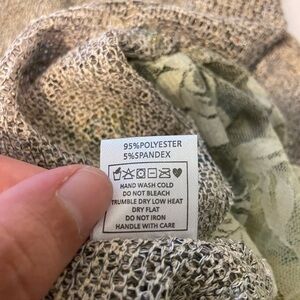 95%POLYESTER
5%SPANDEX
HAND WASH COLD
DO NOT BLEACH
TRUMBLE DRY LOW HEAT
DRY FLAT
DO NOT IRON
HANDLE WITH CARE